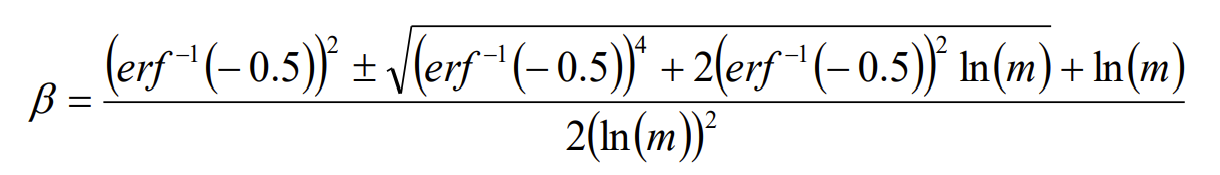 β = ((erf⁻¹(−0.5))² ± √((erf⁻¹(−0.5))⁴ + 2(erf⁻¹(−0.5))² ln(m)) + ln(m)) / (2(ln(m))²)